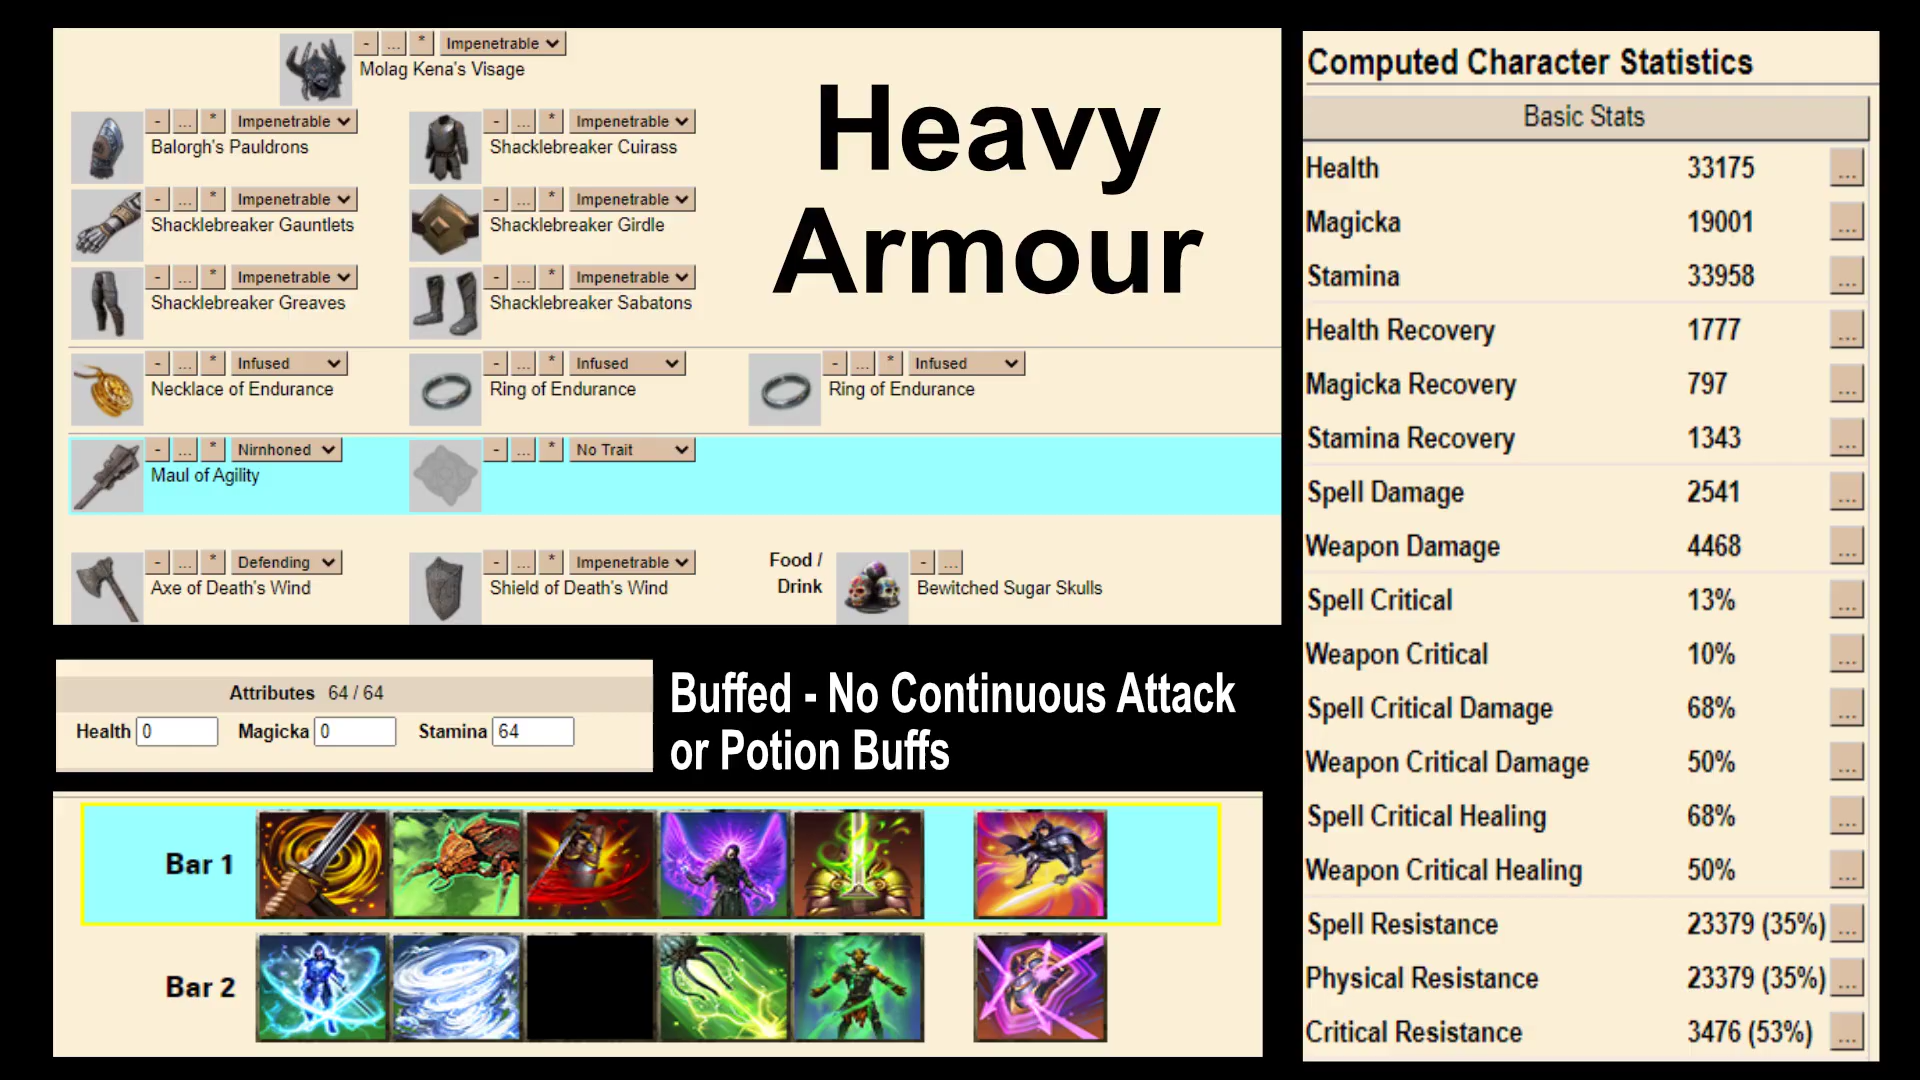 - ... * Impenetrable
Molag Kena's Visage
- ... * Impenetrable
Balorgh's Pauldrons
- ... * Impenetrable
Shacklebreaker Cuirass
- ... * Impenetrable
Shacklebreaker Gauntlets
- ... * Impenetrable
Shacklebreaker Girdle
- ... * Impenetrable
Shacklebreaker Greaves
- ... * Impenetrable
Shacklebreaker Sabatons
Heavy
Armour
- ... * Infused
Necklace of Endurance
- ... * Infused
Ring of Endurance
- ... * Infused
Ring of Endurance
- ... * Nirnhoned
Maul of Agility
- ... * No Trait
- ... * Defending
Axe of Death's Wind
- ... * Impenetrable
Shield of Death's Wind
Food /
Drink
- ...
Bewitched Sugar Skulls
Attributes 64 / 64
Health 0 Magicka 0 Stamina 64
Buffed - No Continuous Attack
or Potion Buffs
Bar 1
Bar 2
Computed Character Statistics
Basic Stats
Health 33175 ...
Magicka 19001 ...
Stamina 33958 ...
Health Recovery 1777 ...
Magicka Recovery 797 ...
Stamina Recovery 1343 ...
Spell Damage 2541 ...
Weapon Damage 4468 ...
Spell Critical 13% ...
Weapon Critical 10% ...
Spell Critical Damage 68% ...
Weapon Critical Damage 50% ...
Spell Critical Healing 68% ...
Weapon Critical Healing 50% ...
Spell Resistance 23379 (35%) ...
Physical Resistance 23379 (35%) ...
Critical Resistance 3476 (53%) ...